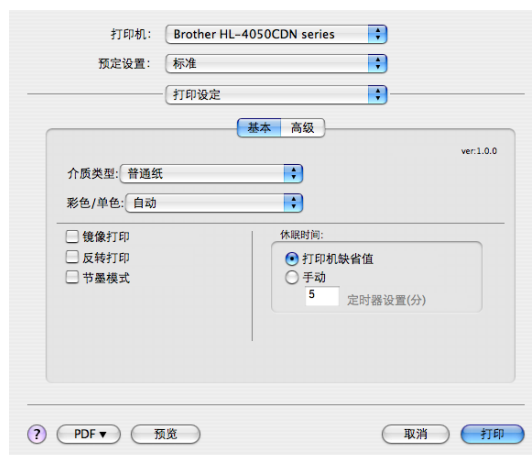 打印机: Brother HL-4050CDN series
预定设置: 标准
打印设定
基本 高级
ver:1.0.0
介质类型: 普通纸
彩色/单色: 自动
镜像打印
反转打印
节墨模式
休眠时间:
打印机缺省值
手动
5 定时器设置(分)
? PDF▼ 预览 取消 打印